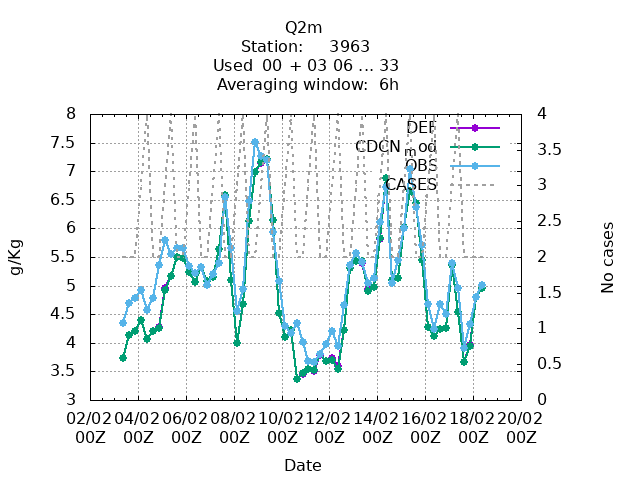 Q2m
Station:     3963
Used  00 + 03 06 ... 33
Averaging window:  6h
8
7.5
7
6.5
6
5.5
5
4.5
4
3.5
3
g/Kg
4
3.5
3
2.5
2
1.5
1
0.5
0
No cases
DEF
CDCN_mod
OBS
CASES
02/02 04/02 06/02 08/02 10/02 12/02 14/02 16/02 18/02 20/02
00Z 00Z 00Z 00Z 00Z 00Z 00Z 00Z 00Z 00Z
Date